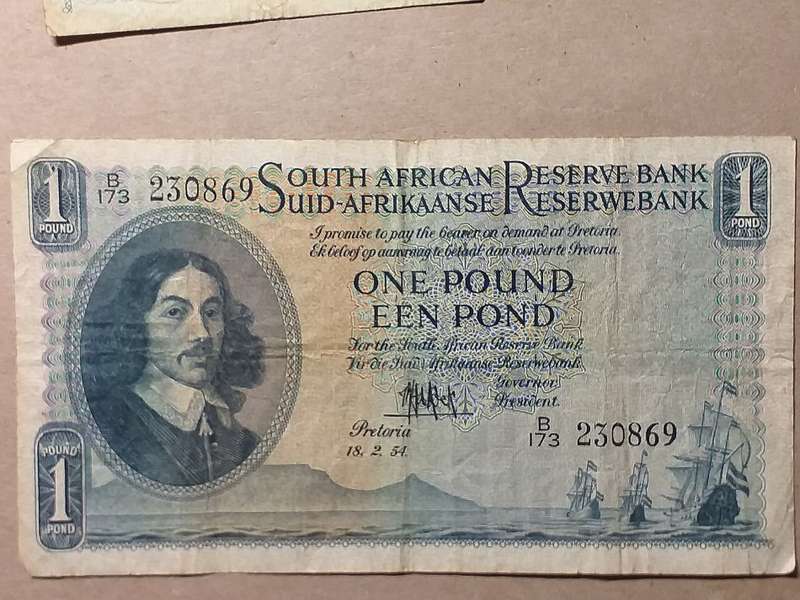 1
POUND
B/173 230869
SOUTH AFRICAN RESERVE BANK
SUID-AFRIKAANSE RESERWEBANK
1
POND
I promise to pay the bearer on demand at Pretoria.
Ek beloof op aanvraag te betaal aan toonder te Pretoria.
ONE POUND
EEN POND
For the South African Reserve Bank
Vir die Suid-Afrikaanse Reserwebank
Governor.
President.
Pretoria
18. 2. 54.
B/173 230869
POUND
1
POND